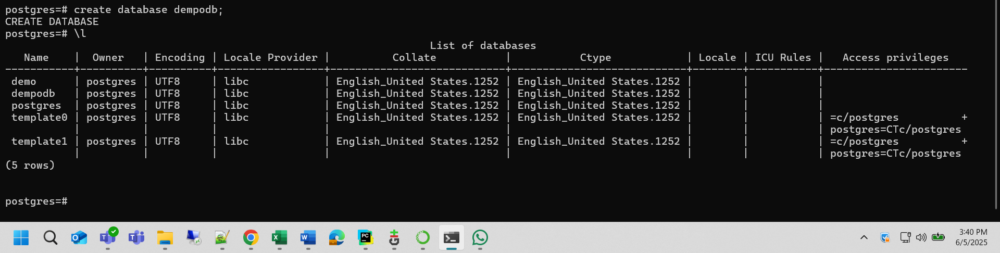 postgres=# create database dempodb;
CREATE DATABASE
postgres=# \l
                                                                    List of databases
   Name    |  Owner   | Encoding | Locale Provider |          Collate           |           Ctype            | Locale | ICU Rules |   Access privileges
-----------+----------+----------+-----------------+----------------------------+----------------------------+--------+-----------+-----------------------
 demo      | postgres | UTF8     | libc            | English_United States.1252 | English_United States.1252 |        |           |
 dempodb   | postgres | UTF8     | libc            | English_United States.1252 | English_United States.1252 |        |           |
 postgres  | postgres | UTF8     | libc            | English_United States.1252 | English_United States.1252 |        |           |
 template0 | postgres | UTF8     | libc            | English_United States.1252 | English_United States.1252 |        |           | =c/postgres          +
           |          |          |                 |                            |                            |        |           | postgres=CTc/postgres
 template1 | postgres | UTF8     | libc            | English_United States.1252 | English_United States.1252 |        |           | =c/postgres          +
           |          |          |                 |                            |                            |        |           | postgres=CTc/postgres
(5 rows)
postgres=#
3:40 PM
6/5/2025